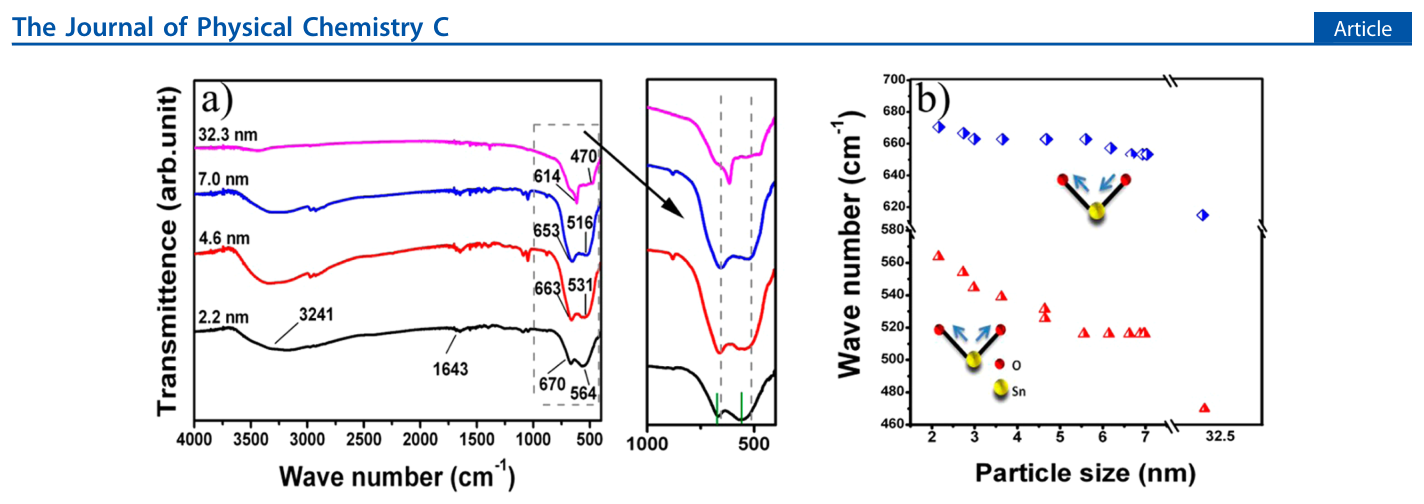 The Journal of Physical Chemistry C
Article
a)
Transmittence (arb.unit)
32.3 nm
7.0 nm
4.6 nm
2.2 nm
470
614
653
516
663
531
3241
1643
670
564
4000 3500 3000 2500 2000 1500 1000 500
Wave number (cm-1)
1000 500
b)
Wave number (cm-1)
700
680
660
640
620
580
560
540
520
500
480
460
O
Sn
2 3 4 5 6 7 32.5
Particle size (nm)